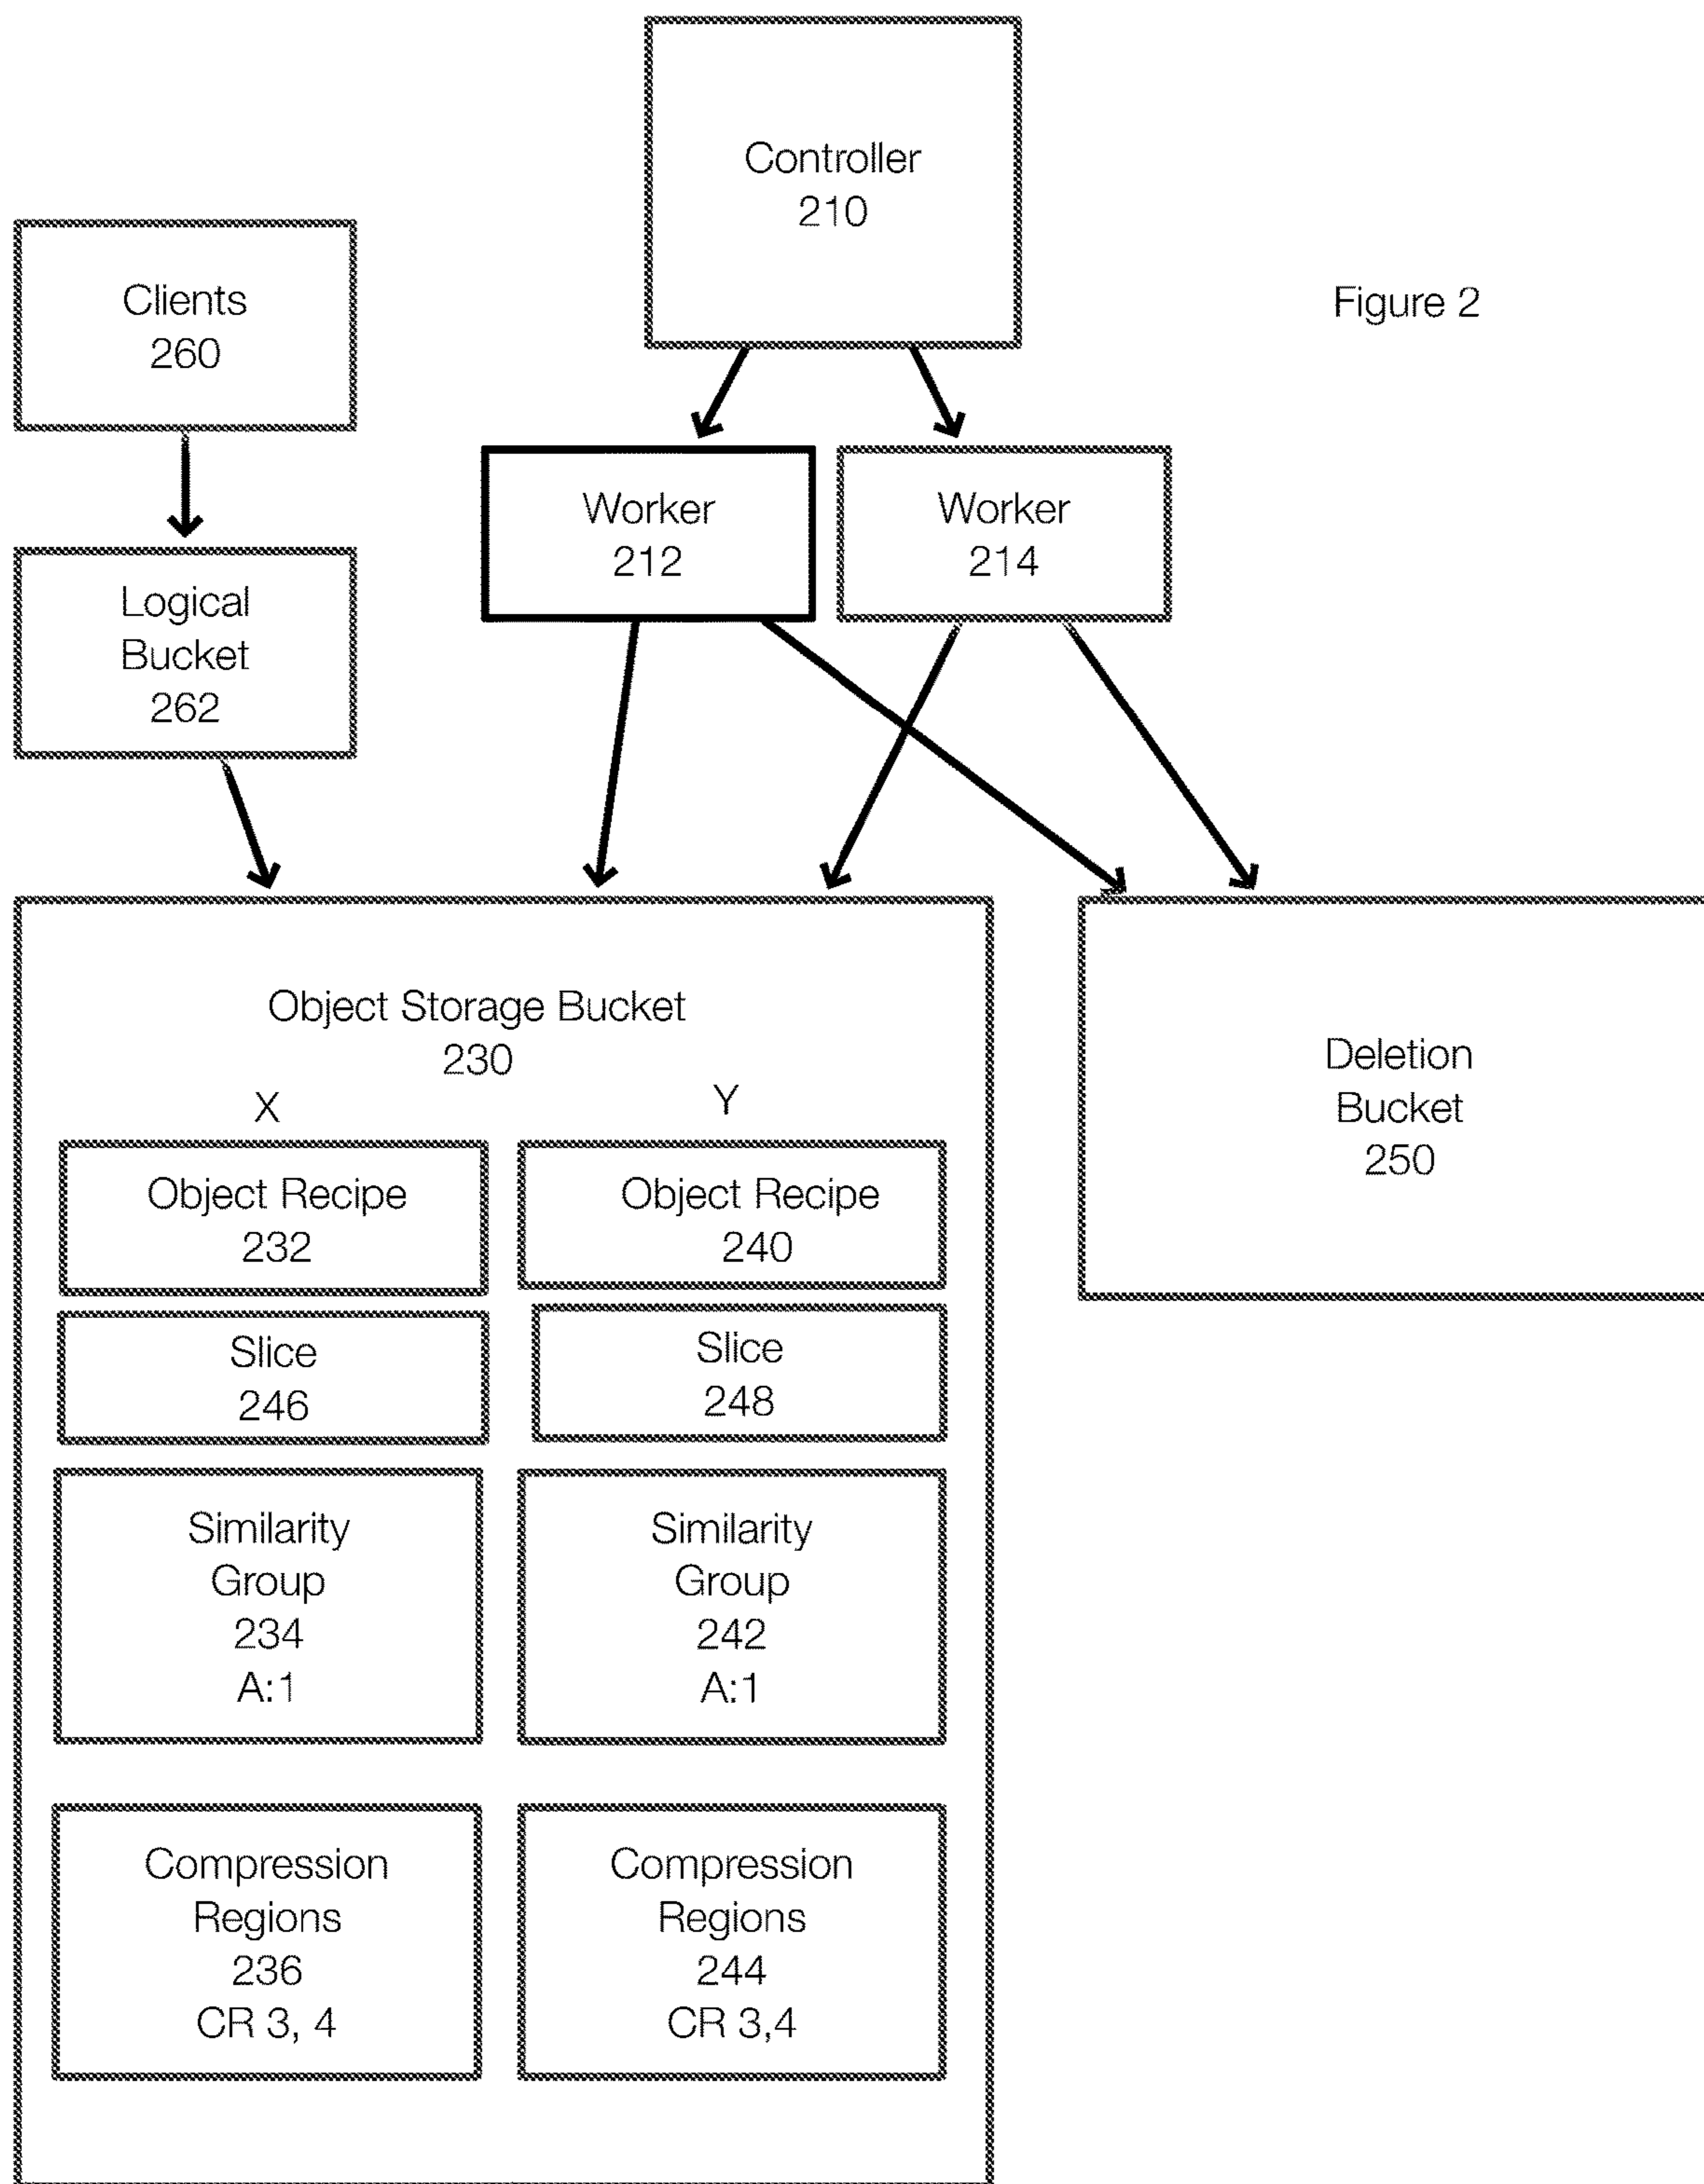 Controller
210
Clients
260
Figure 2
Worker
212
Worker
214
Logical
Bucket
262
Object Storage Bucket
230
X
Y
Object Recipe
232
Object Recipe
240
Slice
246
Slice
248
Similarity
Group
234
A:1
Similarity
Group
242
A:1
Compression
Regions
236
CR 3, 4
Compression
Regions
244
CR 3,4
Deletion
Bucket
250